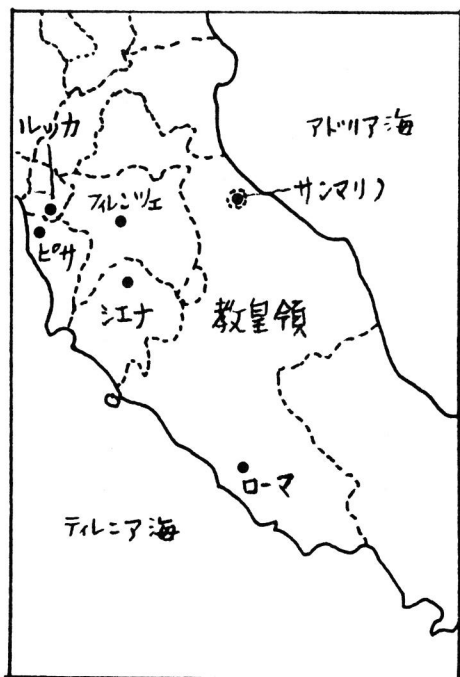 ルッカ
アドリア海
フィレンツェ
サンマリノ
ピサ
シエナ
教皇領
ローマ
ティレニア海